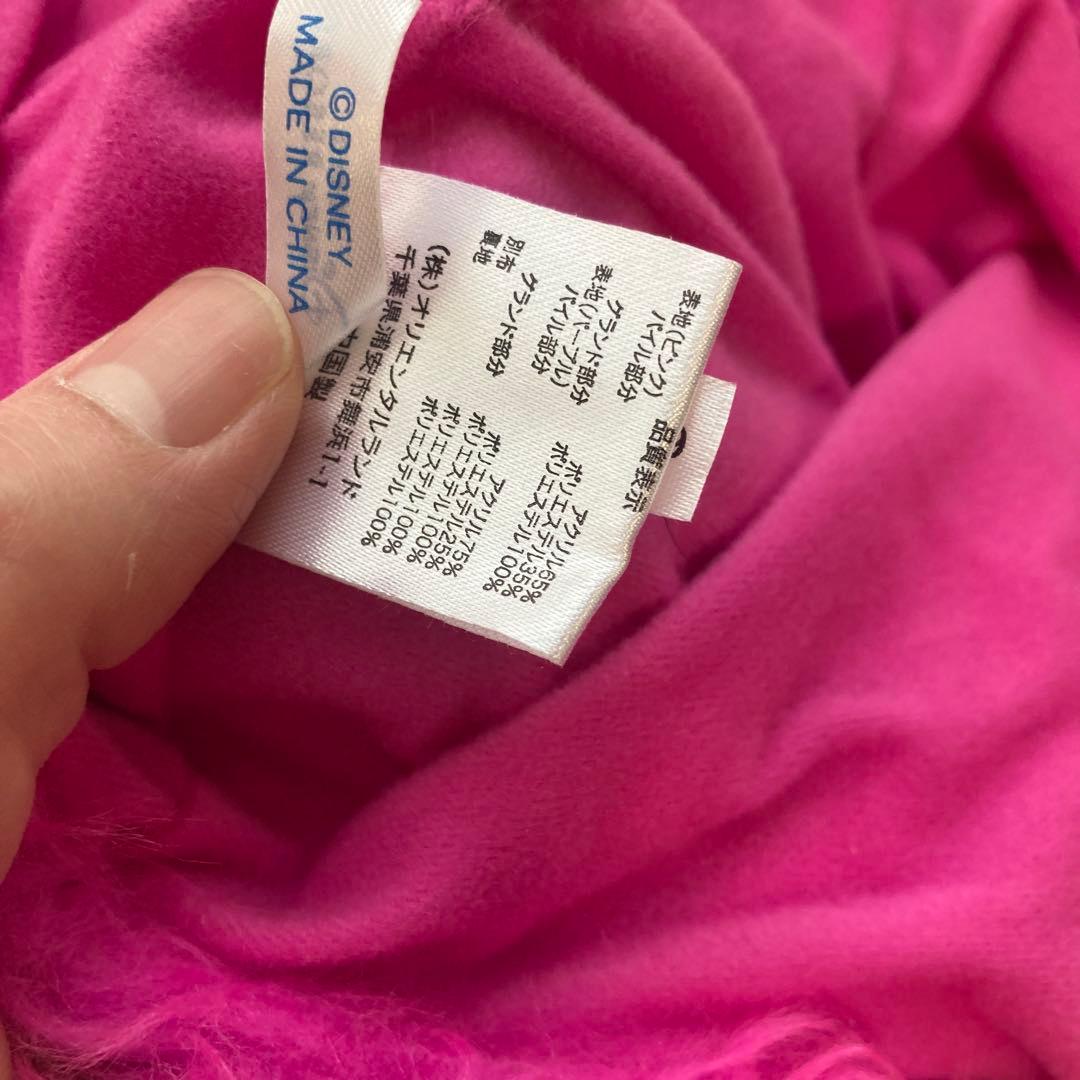 © DISNEY
MADE IN CHINA
品質表示
表地(ピンク)
パイル部分 アクリル65%
ポリエステル35%
グランド部分 ポリエステル100%
表地(パープル)
パイル部分 アクリル75%
ポリエステル25%
グランド部分 ポリエステル100%
裏地 ポリエステル100%
別布
(株)オリエンタルランド
千葉県浦安市舞浜1-1
中国製